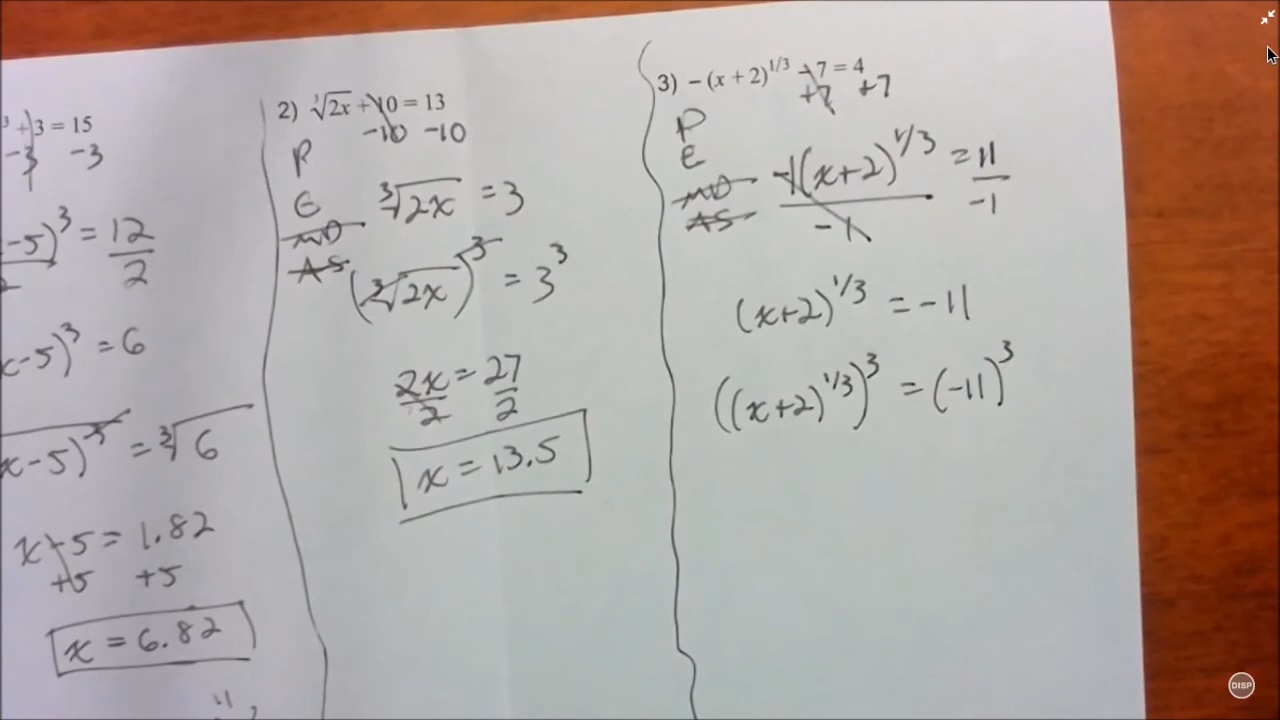 ³ + 3 = 15
-3 -3
-5)³ = 12/2
2
x-5)³ = 6
x-5)³ = ∛6
x-5 = 1.82
+5 +5
x = 6.82
2) ∛2x + 10 = 13
-10 -10
P
E
MD
AS
∛2x = 3
(∛2x)³ = 3³
2x/2 = 27/2
x = 13.5
3) -(x + 2)^1/3 - 7 = 4
+7 +7
P
E
MD
AS
-1(x+2)^1/3 = 11
-1 -1
(x+2)^1/3 = -11
((x+2)^1/3)³ = (-11)³
DISP